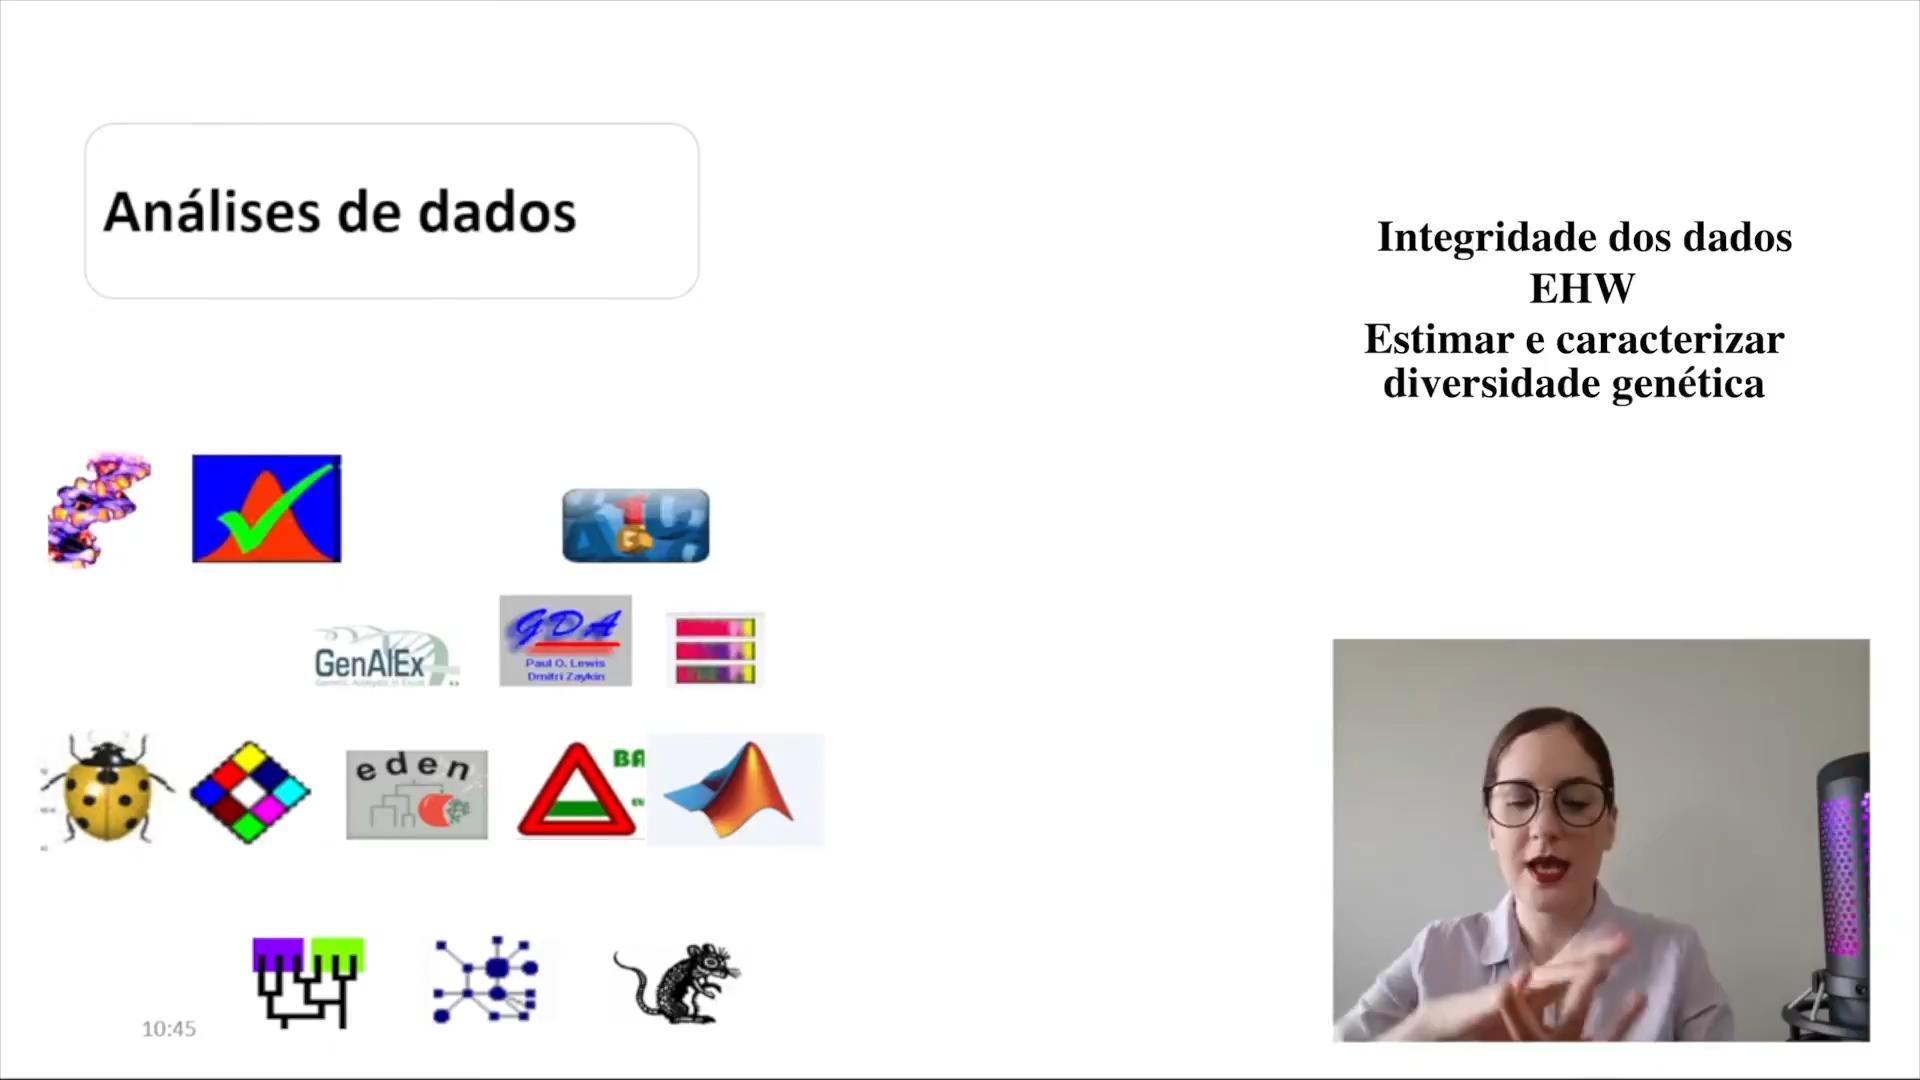 Análises de dados
Integridade dos dados
EHW
Estimar e caracterizar
diversidade genética
GenAlEx
GDA
Paul O. Lewis
Dmitri Zaykin
eden
BA
10:45